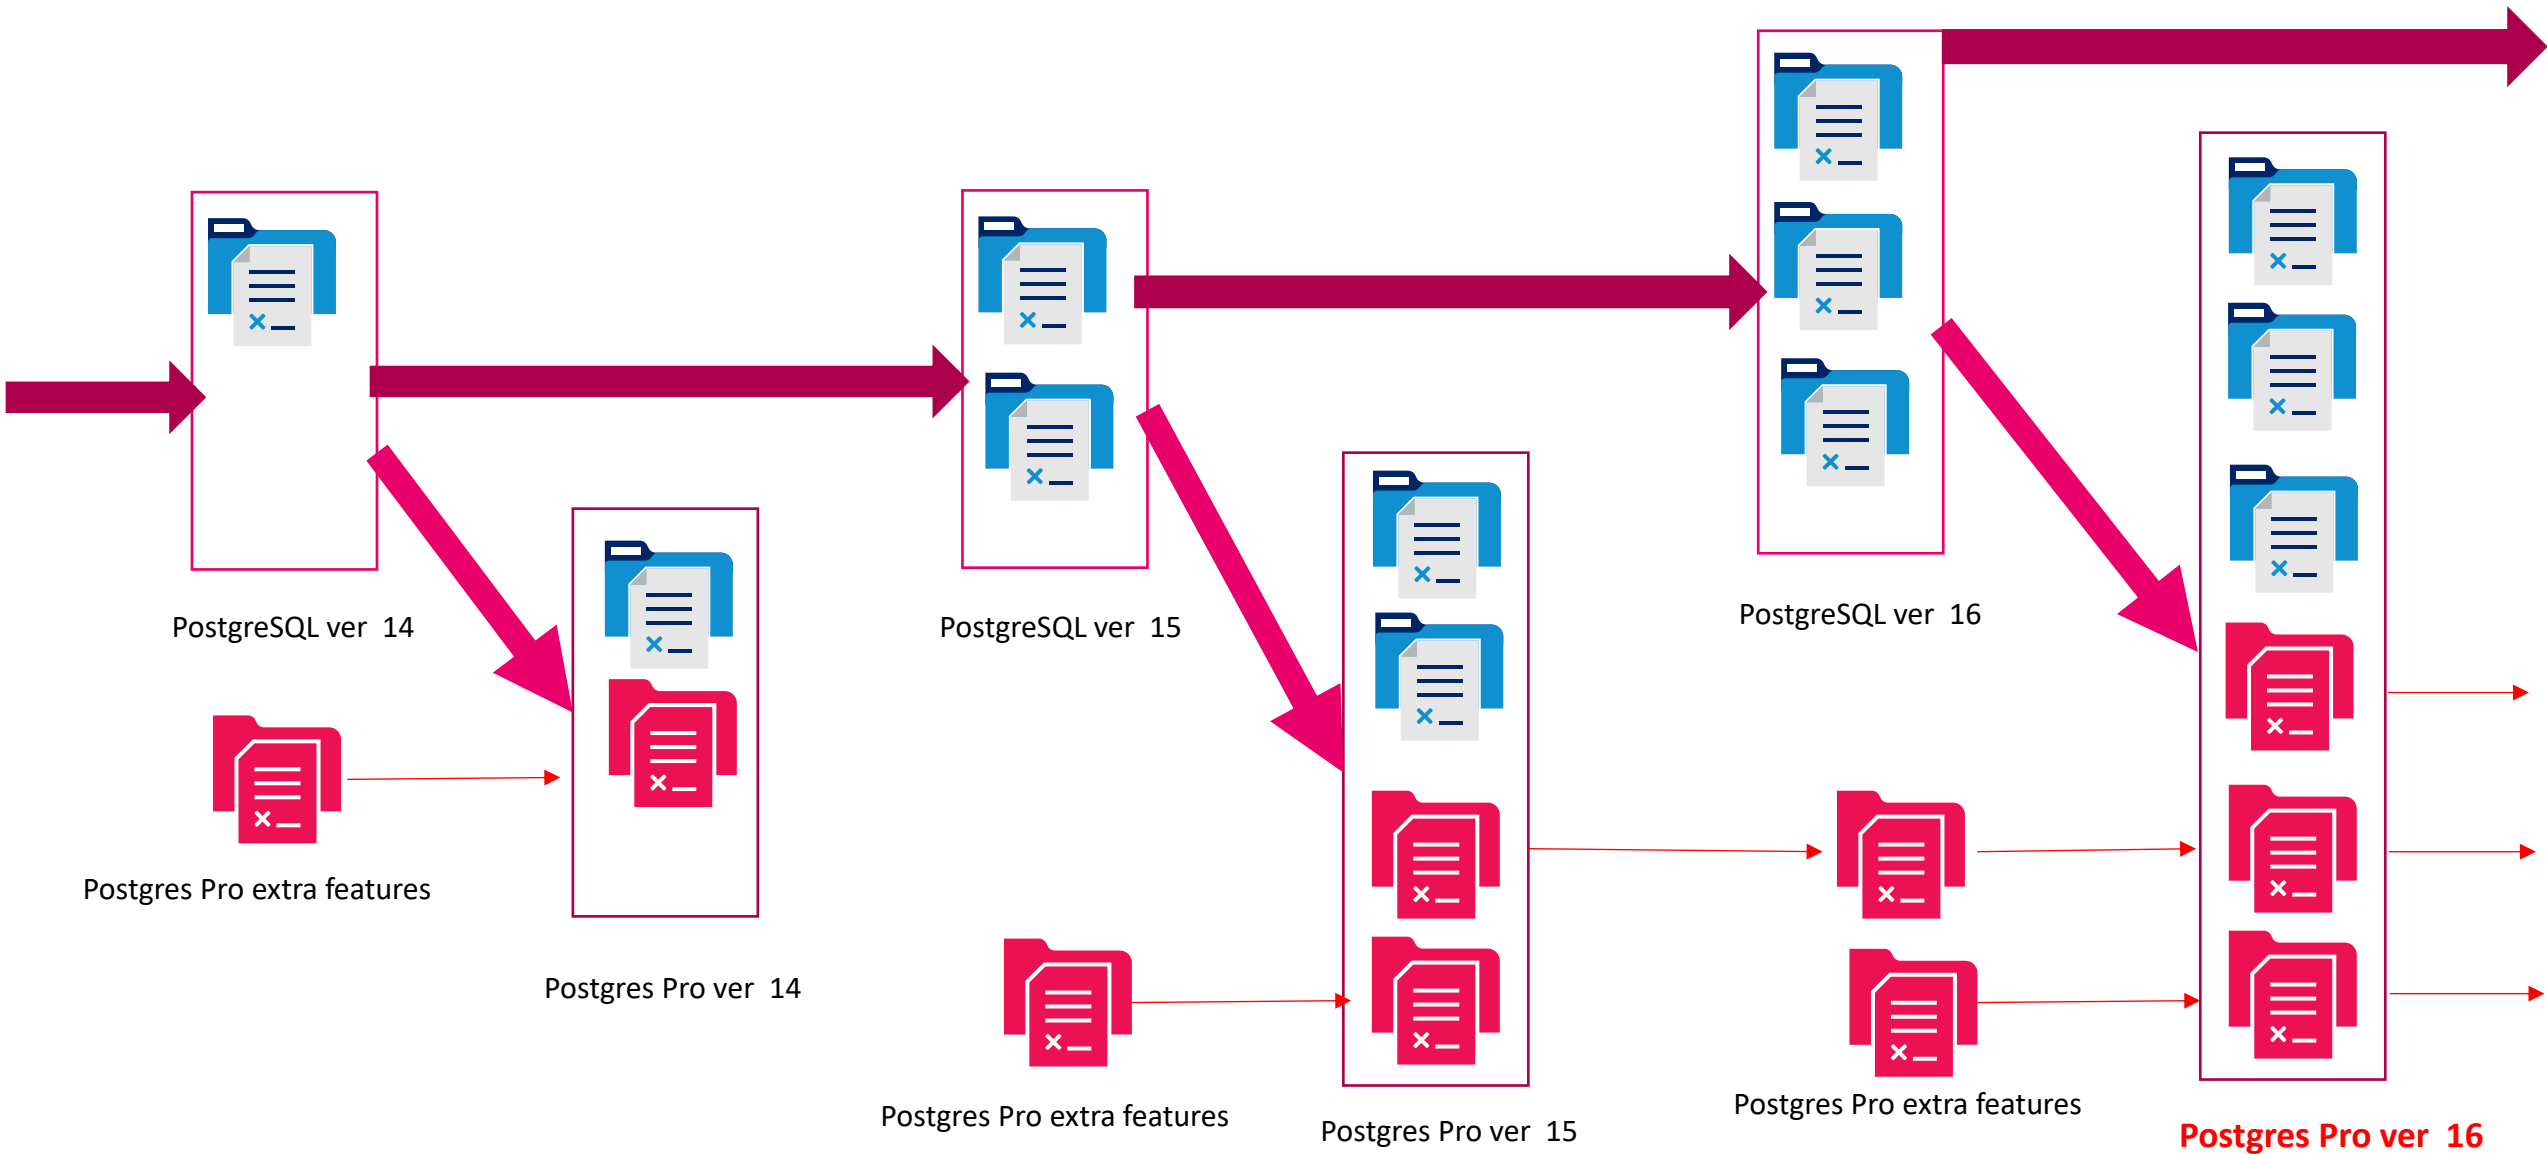 PostgreSQL ver 14
PostgreSQL ver 15
PostgreSQL ver 16
Postgres Pro extra features
Postgres Pro ver 14
Postgres Pro extra features
Postgres Pro ver 15
Postgres Pro extra features
Postgres Pro ver 16